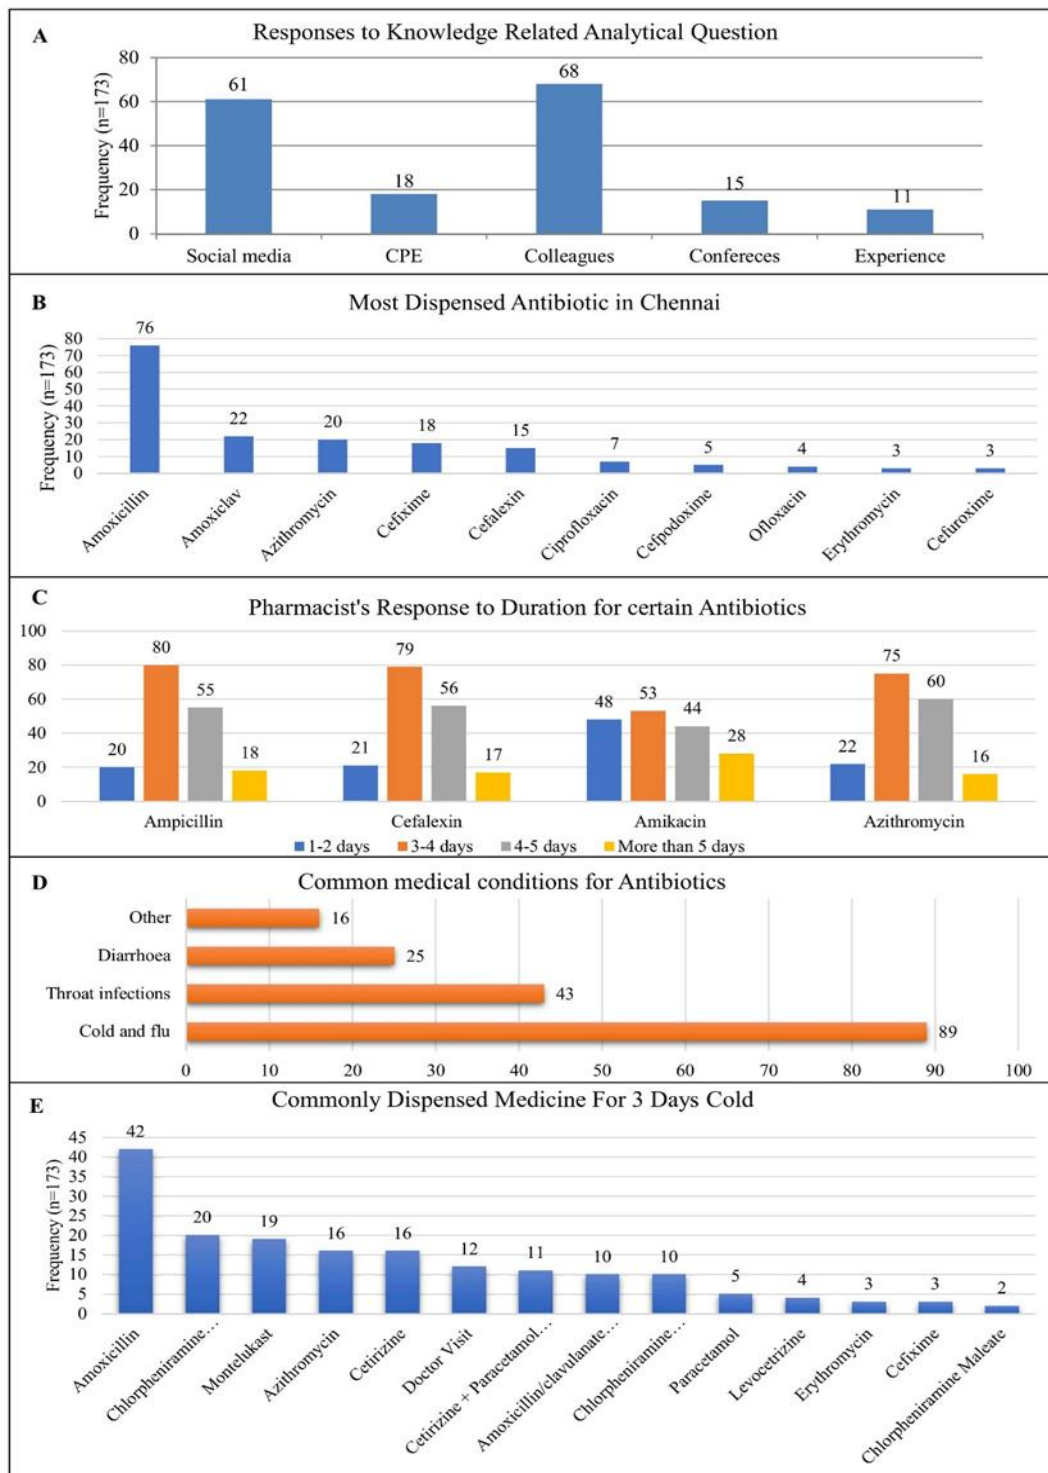 A
Responses to Knowledge Related Analytical Question
Frequency (n=173)
80
60
40
20
0
61
18
68
15
11
Social media CPE Colleagues Confereces Experience
B
Most Dispensed Antibiotic in Chennai
Frequency (n=173)
80
70
60
50
40
30
20
10
0
76 22 20 18 15 7 5 4 3 3
Amoxicillin
Amoxiclav
Azithromycin
Cefixime
Cefalexin
Ciprofloxacin
Cefpodoxime
Ofloxacin
Erythromycin
Cefuroxime
C
Pharmacist's Response to Duration for certain Antibiotics
100
80
60
40
20
0
20 80 55 18
21 79 56 17
48 53 44 28
22 75 60 16
Ampicillin Cefalexin Amikacin Azithromycin
1-2 days 3-4 days 4-5 days More than 5 days
D
Common medical conditions for Antibiotics
Other 16
Diarrhoea 25
Throat infections 43
Cold and flu 89
0 10 20 30 40 50 60 70 80 90 100
E
Commonly Dispensed Medicine For 3 Days Cold
Frequency (n=173)
45
40
35
30
25
20
15
10
5
0
42 20 19 16 16 12 11 10 10 5 4 3 3 2
Amoxicillin
Chlorpheniramine…
Montelukast
Azithromycin
Cetirizine
Doctor Visit
Cetirizine + Paracetamol…
Amoxicillin/clavulanate…
Chlorpheniramine…
Paracetamol
Levocetrizine
Erythromycin
Cefixime
Chlorpheniramine Maleate